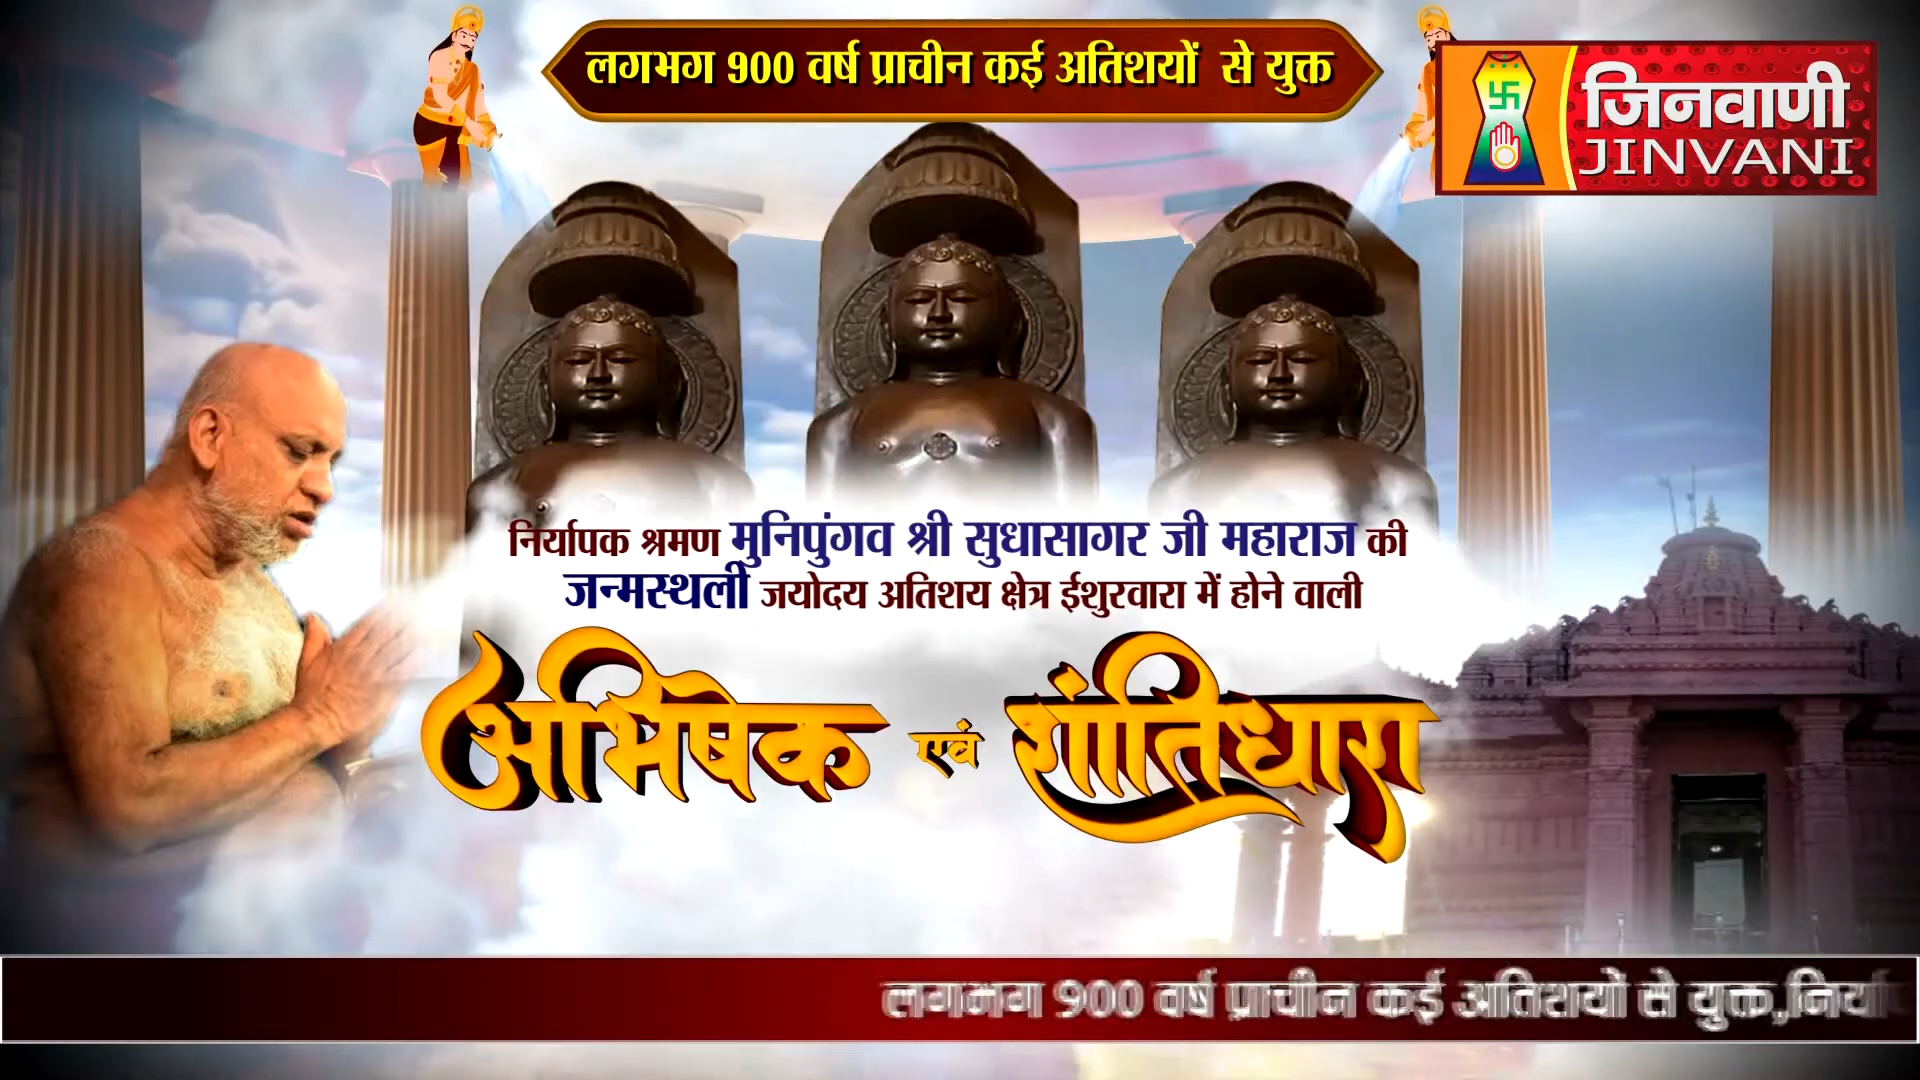 लगभग 900 वर्ष प्राचीन कई अतिशयों से युक्त
जिनवाणी
JINVANI
निर्यापक श्रमण मुनिपुंगव श्री सुधासागर जी महाराज की
जन्मस्थली जयोदय अतिशय क्षेत्र ईशुरवारा में होने वाली
अभिषेक एवं शांतिधारा
लगभग 900 वर्ष प्राचीन कई अतिशयों से युक्त,